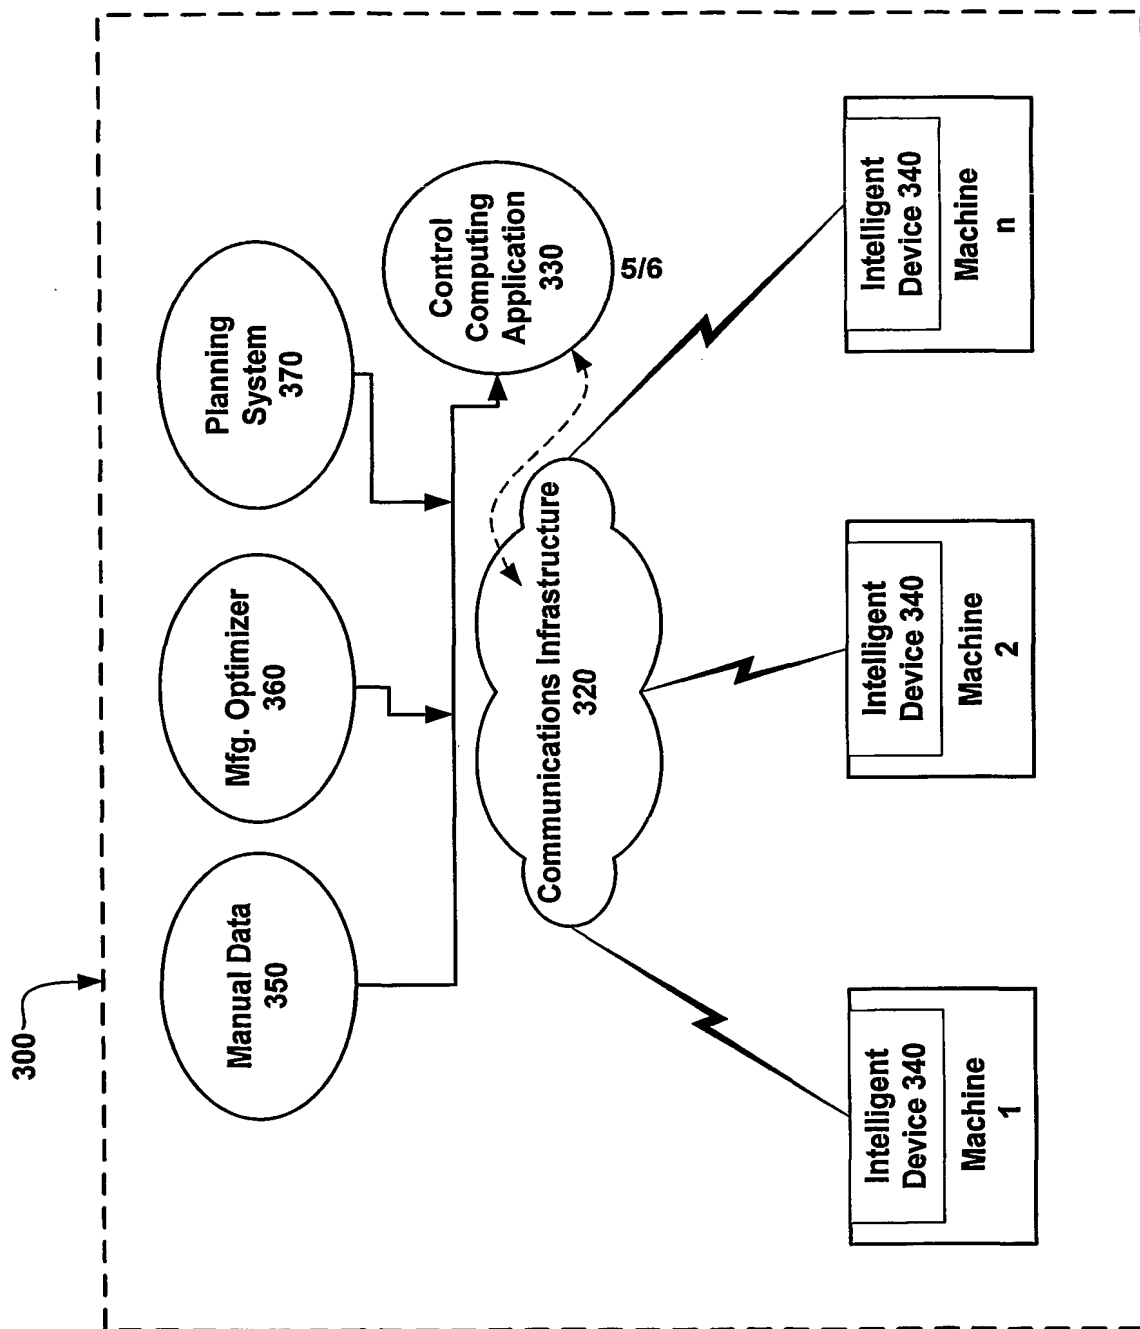 300
Manual Data
350
Mfg. Optimizer
360
Planning
System
370
Control
Computing
Application
330
5/6
Communications Infrastructure
320
Intelligent
Device 340
Machine
1
Intelligent
Device 340
Machine
2
Intelligent
Device 340
Machine
n